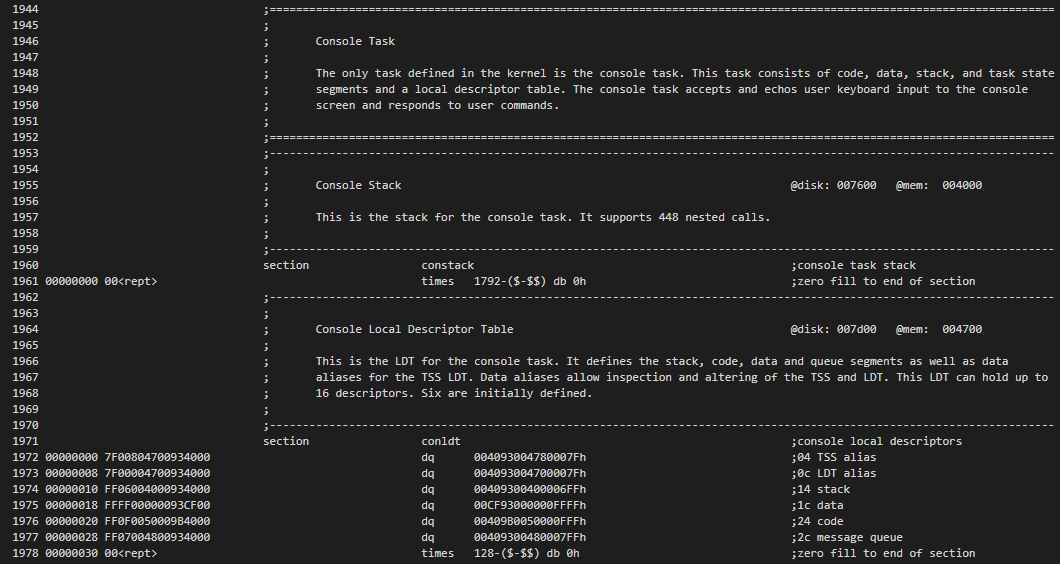 1944 ;=======================================================================================================================
1945 ;
1946 ; Console Task
1947 ;
1948 ; The only task defined in the kernel is the console task. This task consists of code, data, stack, and task state
1949 ; segments and a local descriptor table. The console task accepts and echos user keyboard input to the console
1950 ; screen and responds to user commands.
1951 ;
1952 ;=======================================================================================================================
1953 ;-----------------------------------------------------------------------------------------------------------------------
1954 ;
1955 ; Console Stack @disk: 007600 @mem: 004000
1956 ;
1957 ; This is the stack for the console task. It supports 448 nested calls.
1958 ;
1959 ;-----------------------------------------------------------------------------------------------------------------------
1960 section constack ;console task stack
1961 00000000 00<rept> times 1792-($-$$) db 0h ;zero fill to end of section
1962 ;-----------------------------------------------------------------------------------------------------------------------
1963 ;
1964 ; Console Local Descriptor Table @disk: 007d00 @mem: 004700
1965 ;
1966 ; This is the LDT for the console task. It defines the stack, code, data and queue segments as well as data
1967 ; aliases for the TSS LDT. Data aliases allow inspection and altering of the TSS and LDT. This LDT can hold up to
1968 ; 16 descriptors. Six are initially defined.
1969 ;
1970 ;-----------------------------------------------------------------------------------------------------------------------
1971 section conldt ;console local descriptors
1972 00000000 7F00804700934000 dq 004093004780007Fh ;04 TSS alias
1973 00000008 7F00004700934000 dq 004093004700007Fh ;0c LDT alias
1974 00000010 FF06004000934000 dq 00409300400006FFh ;14 stack
1975 00000018 FFFF00000093CF00 dq 00CF93000000FFFFh ;1c data
1976 00000020 FF0F0050009B4000 dq 00409B0050000FFFh ;24 code
1977 00000028 FF07004800934000 dq 00409300480007FFh ;2c message queue
1978 00000030 00<rept> times 128-($-$$) db 0h ;zero fill to end of section